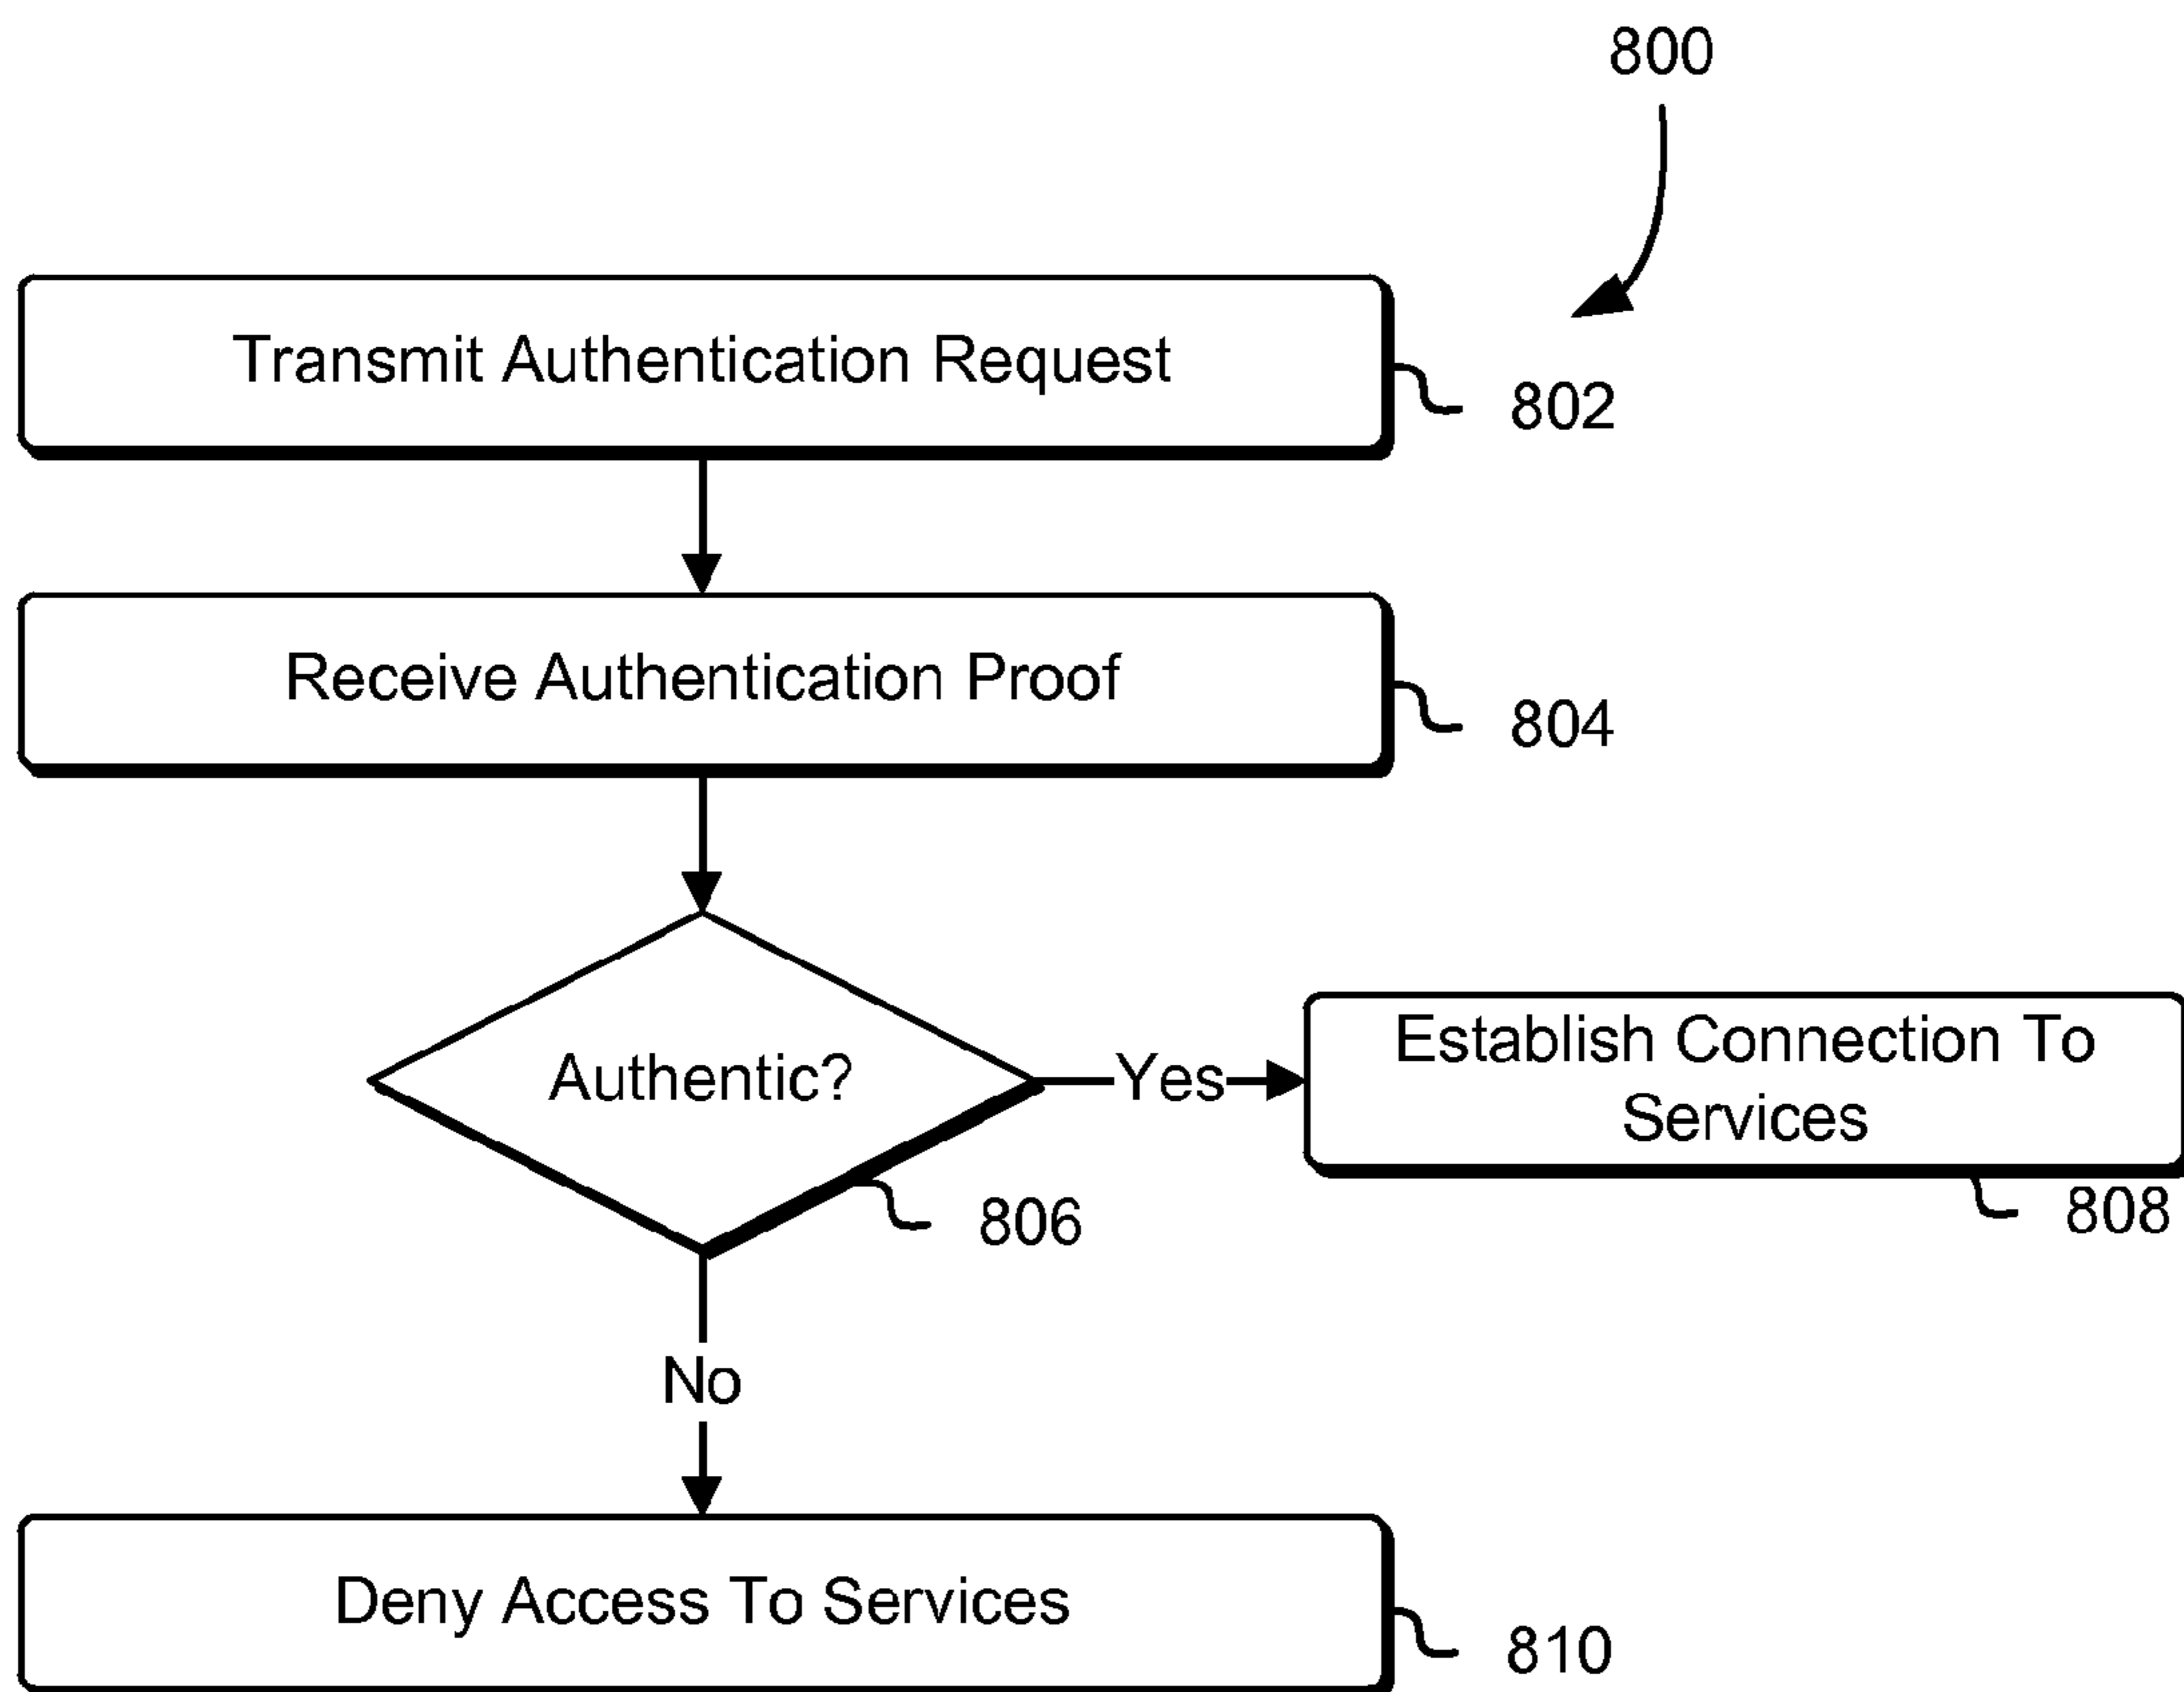 800
Transmit Authentication Request
802
Receive Authentication Proof
804
Authentic?
Yes
Establish Connection To
Services
806
808
No
Deny Access To Services
810